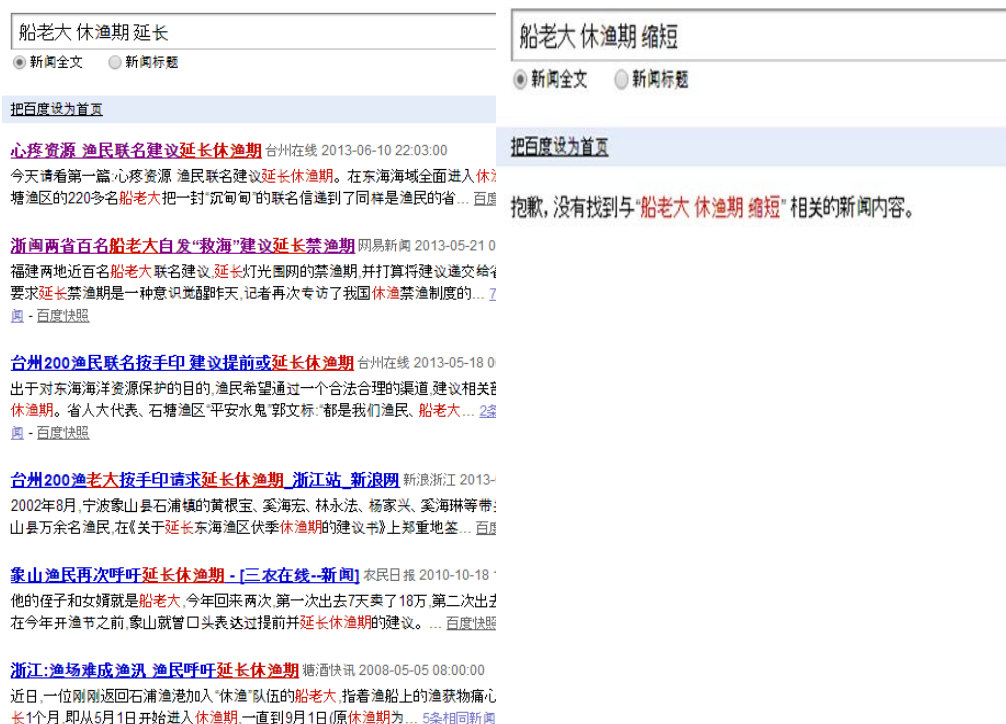 船老大 休渔期 延长
新闻全文 新闻标题
把百度设为首页
心疼资源 渔民联名建议延长休渔期 台州在线 2013-06-10 22:03:00
今天请看第一篇:心疼资源 渔民联名建议延长休渔期。在东海海域全面进入休渔
塘渔区的220多名船老大把一封“沉甸甸”的联名信递到了同样是渔民的省... 百度
浙闽两省百名船老大自发“救海”建议延长禁渔期 网易新闻 2013-05-21 0
福建两地近百名船老大联名建议,延长灯光围网的禁渔期,并打算将建议递交给省
要求延长禁渔期是一种意识觉醒昨天,记者再次专访了我国休渔禁渔制度的... 7
闻 - 百度快照
台州200渔民联名按手印 建议提前或延长休渔期 台州在线 2013-05-18 0
出于对东海海洋资源保护的目的,渔民希望通过一个合法合理的渠道,建议相关部
休渔期。省人大代表、石塘渔区“平安水鬼”郭文标:“都是我们渔民、船老大... 2条
闻 - 百度快照
台州200渔老大按手印请求延长休渔期_浙江站_新浪网 新浪浙江 2013-
2002年8月,宁波象山县石浦镇的黄根宝、奚海宏、林永法、杨家兴、奚海琳等带
山县万余名渔民,在《关于延长东海渔区伏季休渔期的建议书》上郑重地签... 百度
象山渔民再次呼吁延长休渔期 - [三农在线--新闻] 农民日报 2010-10-18
他的侄子和女婿就是船老大,今年回来两次,第一次出去7天卖了18万,第二次出去
在今年开渔节之前,象山就曾口头表达过提前并延长休渔期的建议。... 百度快照
浙江:渔场难成渔汛 渔民呼吁延长休渔期 糖酒快讯 2008-05-05 08:00:00
近日,一位刚刚返回石浦渔港加入“休渔”队伍的船老大,指着渔船上的渔获物痛心
长1个月,即从5月1日开始进入休渔期,一直到9月1日(原休渔期为... 5条相同新闻
船老大 休渔期 缩短
新闻全文 新闻标题
把百度设为首页
抱歉,没有找到与“船老大 休渔期 缩短” 相关的新闻内容。